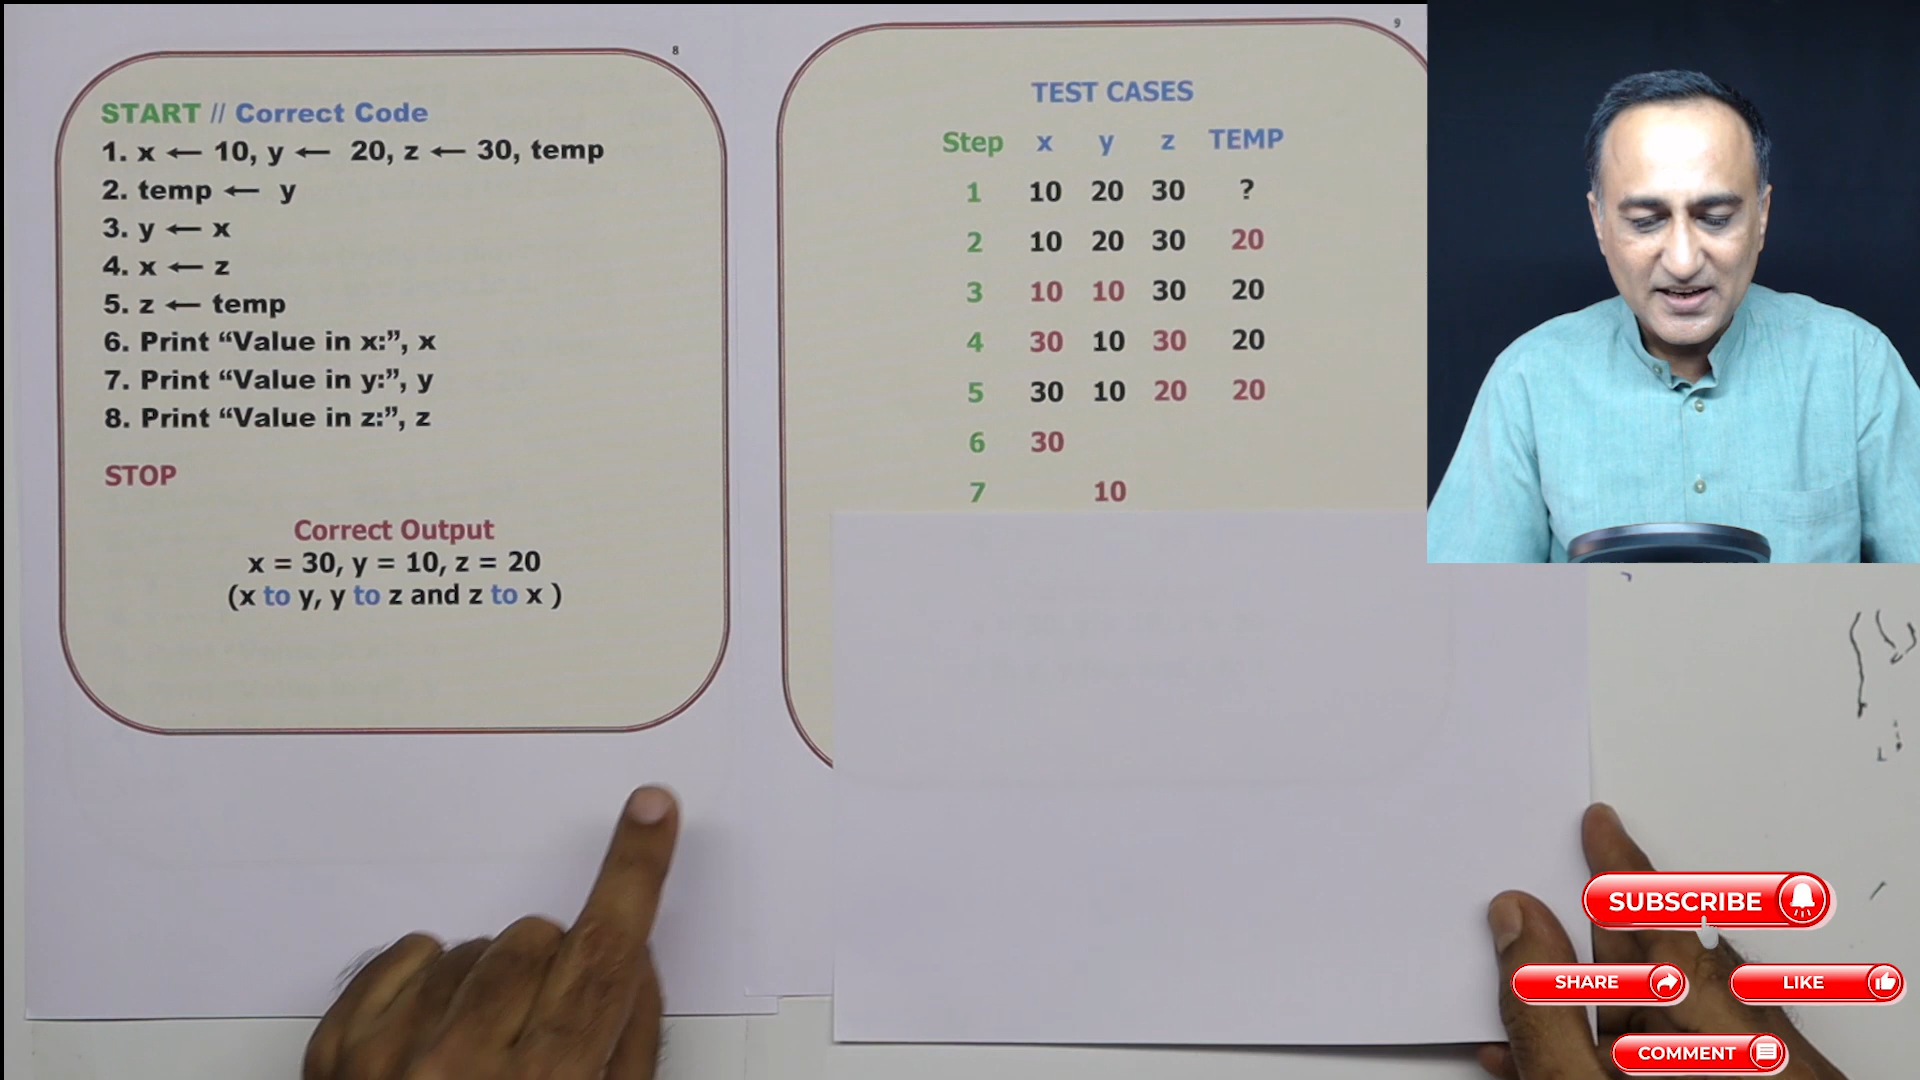 8
START // Correct Code
1. x ← 10, y ← 20, z ← 30, temp
2. temp ← y
3. y ← x
4. x ← z
5. z ← temp
6. Print “Value in x:”, x
7. Print “Value in y:”, y
8. Print “Value in z:”, z
STOP
Correct Output
x = 30, y = 10, z = 20
(x to y, y to z and z to x )
9
TEST CASES
Step x y z TEMP
1 10 20 30 ?
2 10 20 30 20
3 10 10 30 20
4 30 10 30 20
5 30 10 20 20
6 30
7 10
SUBSCRIBE
SHARE
LIKE
COMMENT